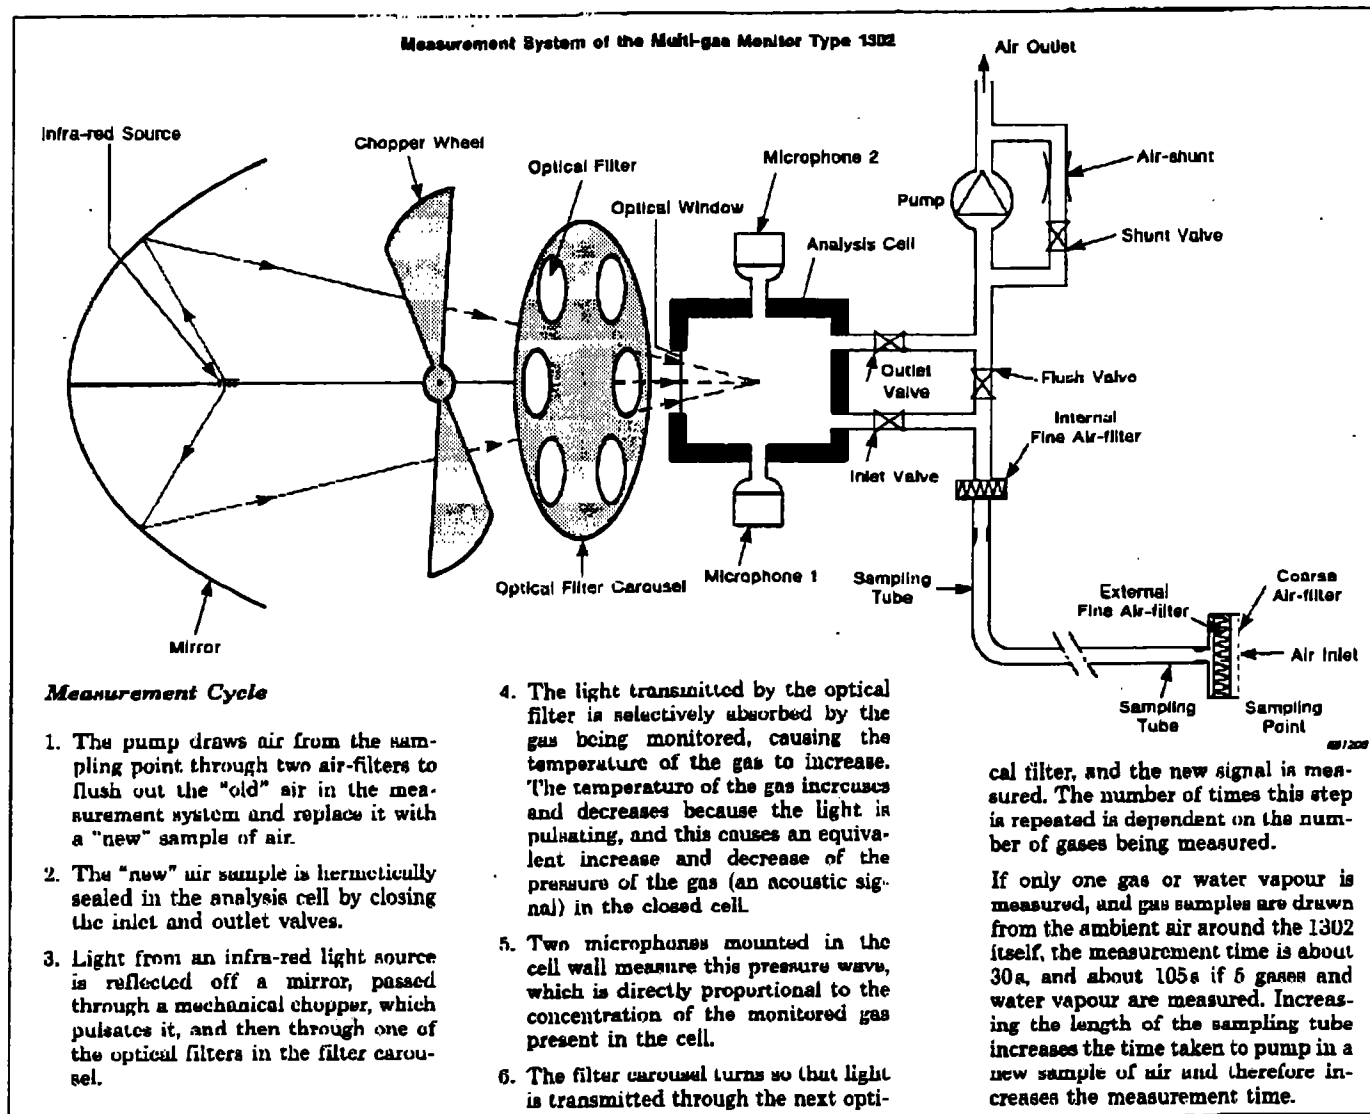 Measurement System of the Multi-gas Monitor Type 1302
Air Outlet
Infra-red Source
Chopper Wheel
Optical Filter
Microphone 2
Air-shunt
Optical Window
Pump
Analysis Cell
Shunt Valve
Outlet
Valve
Flush Valve
Internal
Fine Air-filter
Inlet Valve
Optical Filter Carousel
Microphone 1
Sampling
Tube
External
Fine Air-filter
Coarse
Air-filter
Air Inlet
Mirror
Sampling
Tube
Sampling
Point
Measurement Cycle
1. The pump draws air from the sam-
pling point through two air-filters to
flush out the "old" air in the mea-
surement system and replace it with
a "new" sample of air.
2. The "new" air sample is hermetically
sealed in the analysis cell by closing
the inlet and outlet valves.
3. Light from an infra-red light source
is reflected off a mirror, passed
through a mechanical chopper, which
pulsates it, and then through one of
the optical filters in the filter carou-
sel.
4. The light transmitted by the optical
filter is selectively absorbed by the
gas being monitored, causing the
temperature of the gas to increase.
The temperature of the gas increases
and decreases because the light is
pulsating, and this causes an equiva-
lent increase and decrease of the
pressure of the gas (an acoustic sig-
nal) in the closed cell.
5. Two microphones mounted in the
cell wall measure this pressure wave,
which is directly proportional to the
concentration of the monitored gas
present in the cell.
6. The filter carousel turns so that light
is transmitted through the next opti-
cal filter, and the new signal is mea-
sured. The number of times this step
is repeated is dependent on the num-
ber of gases being measured.
If only one gas or water vapour is
measured, and gas samples are drawn
from the ambient air around the 1302
itself, the measurement time is about
30s, and about 105s if 5 gases and
water vapour are measured. Increas-
ing the length of the sampling tube
increases the time taken to pump in a
new sample of air and therefore in-
creases the measurement time.